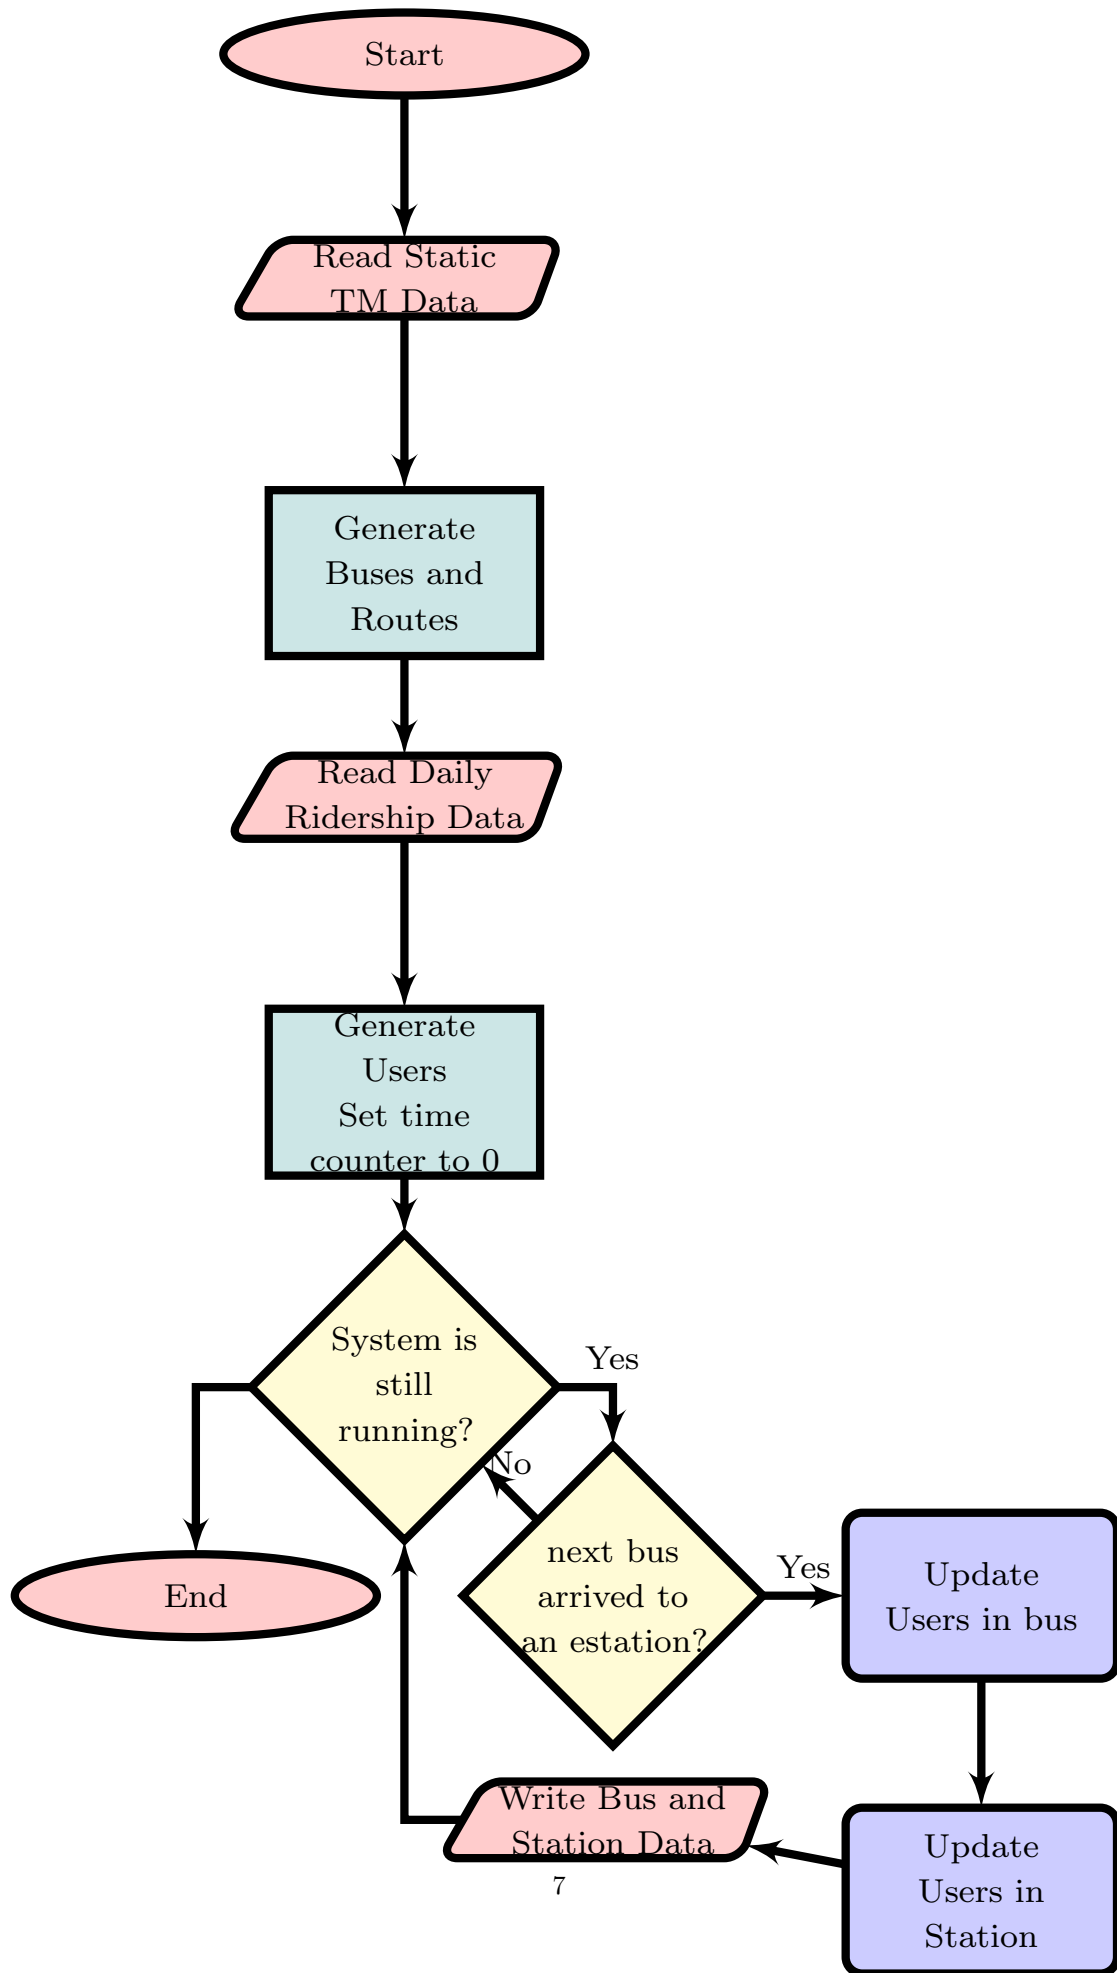 Start
Read Static
TM Data
Generate
Buses and
Routes
Read Daily
Ridership Data
Generate
Users
Set time
counter to 0
System is
still
running?
Yes
No
next bus
arrived to
an estation?
Yes
Update
Users in bus
End
Write Bus and
Station Data
Update
Users in
Station
7